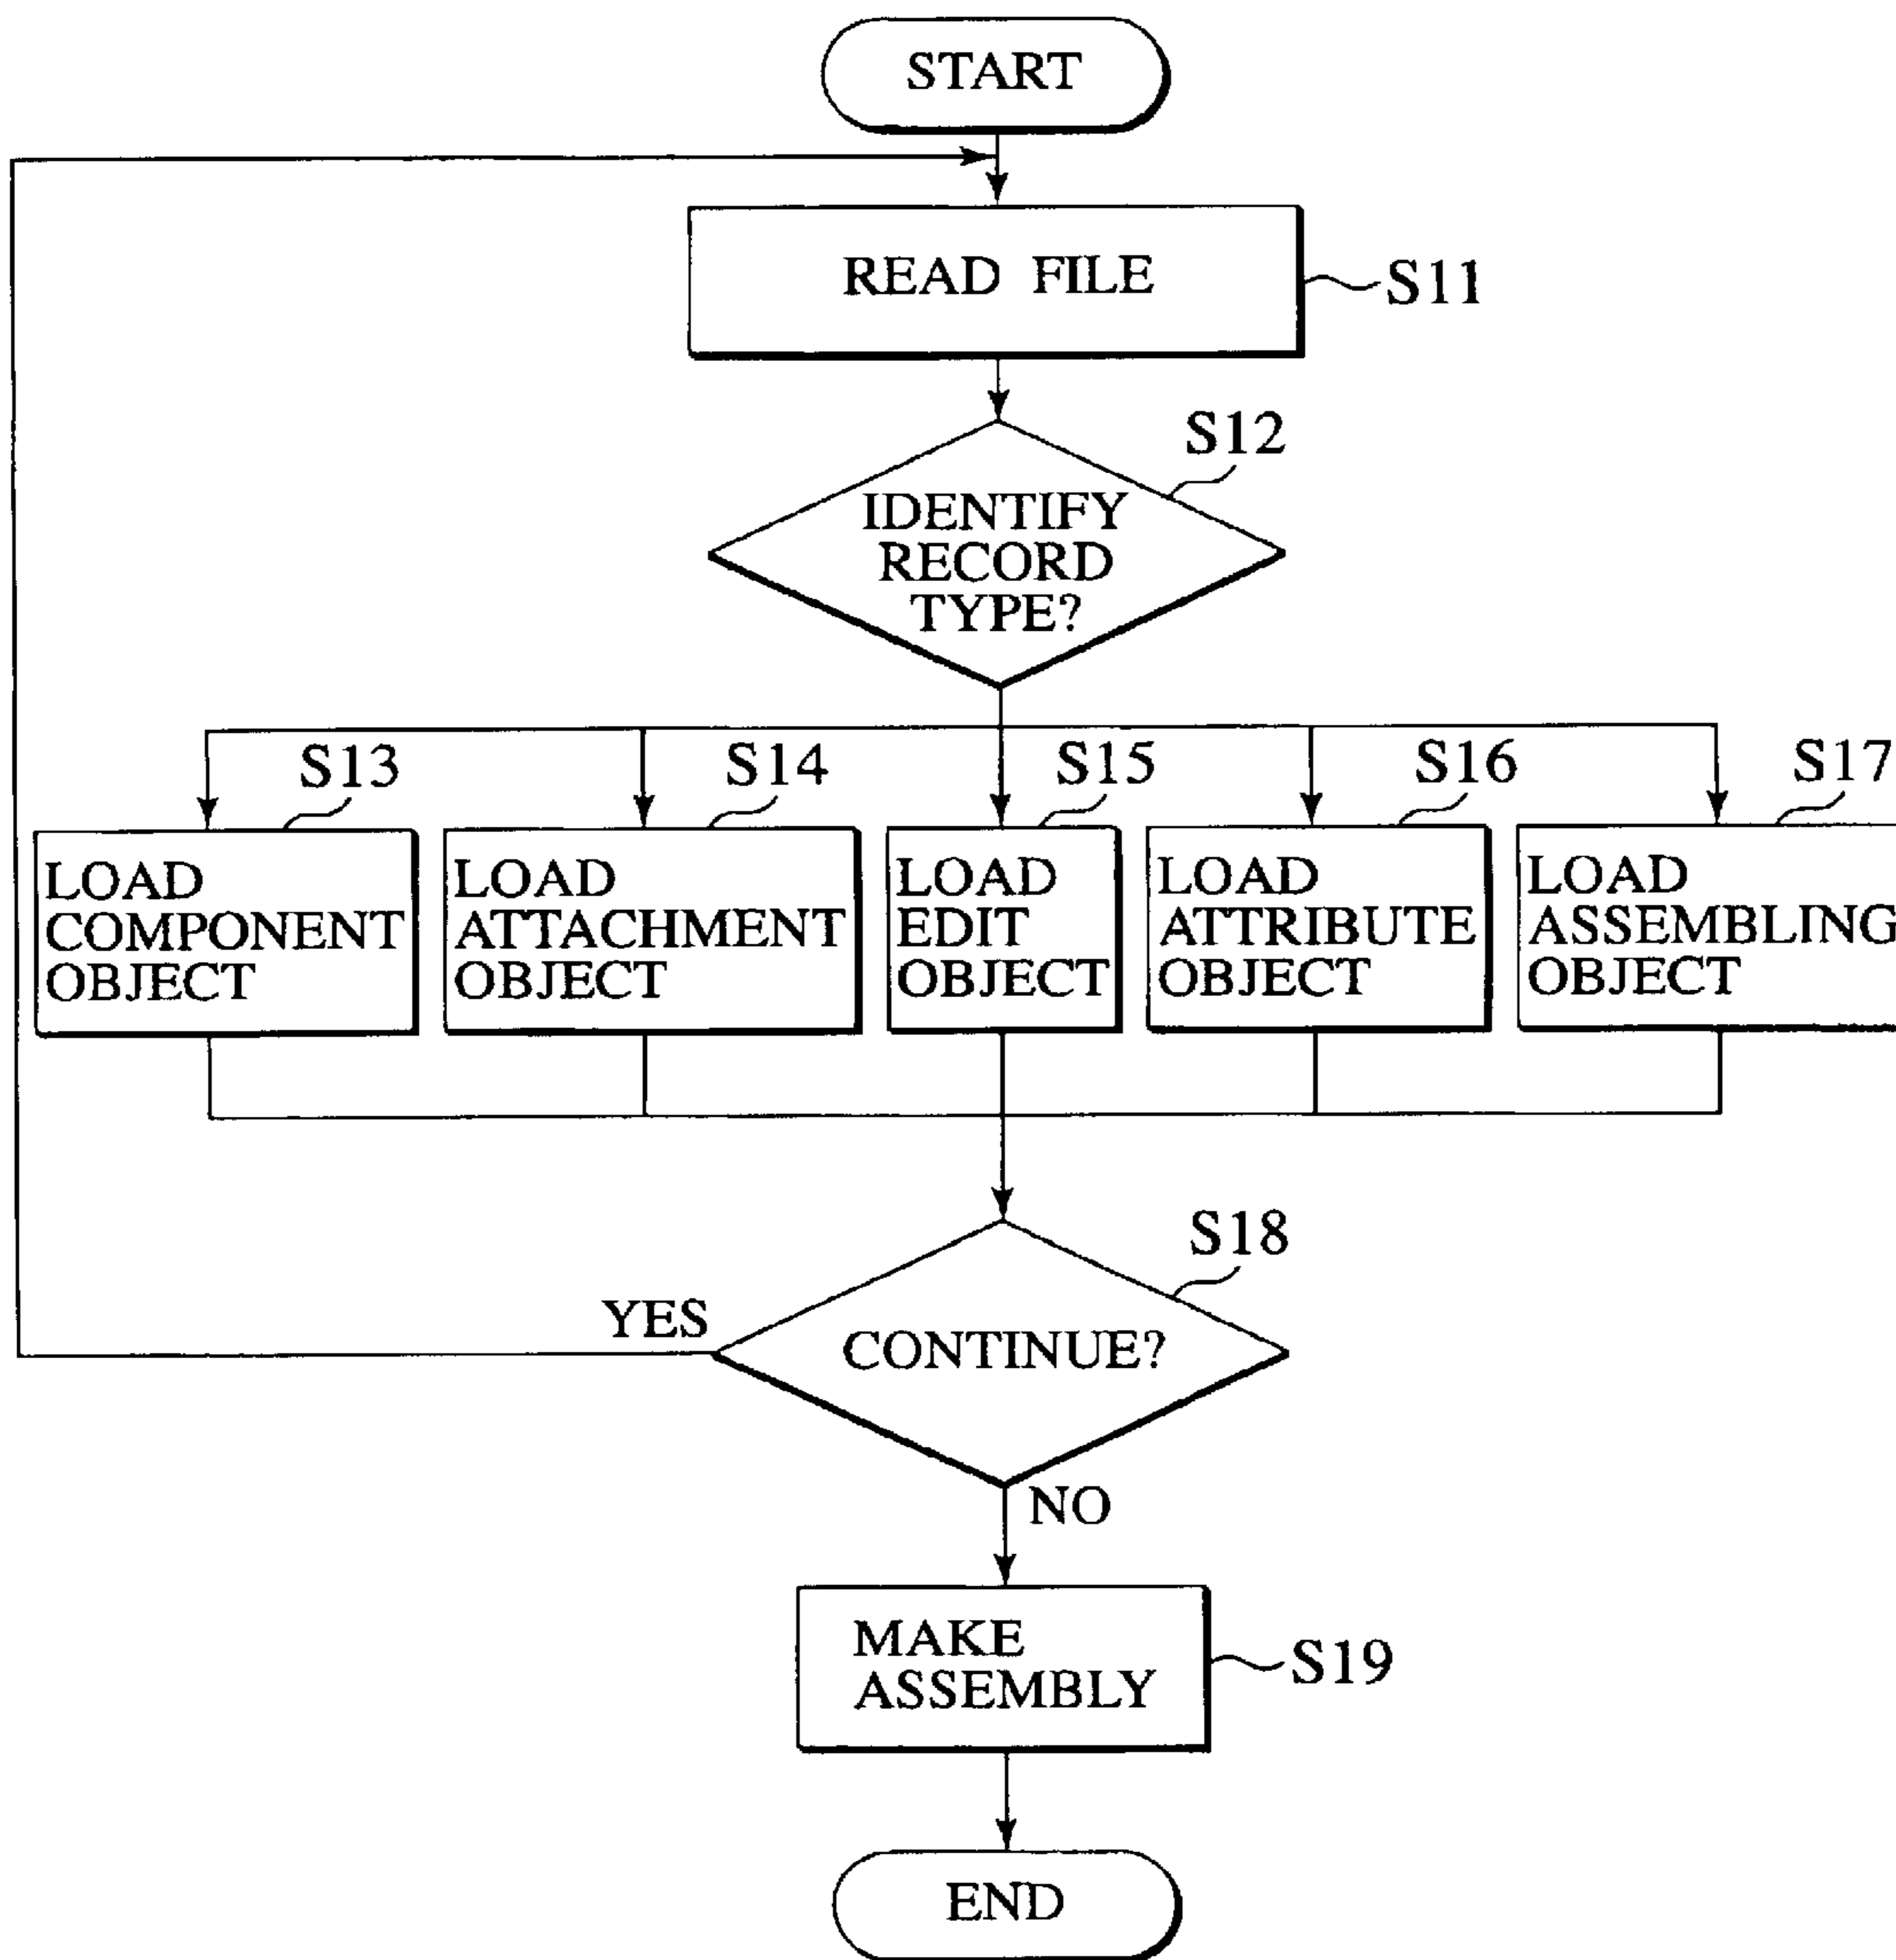 START
READ FILE
S11
S12
IDENTIFY
RECORD
TYPE?
S13
S14
S15
S16
S17
LOAD
COMPONENT
OBJECT
LOAD
ATTACHMENT
OBJECT
LOAD
EDIT
OBJECT
LOAD
ATTRIBUTE
OBJECT
LOAD
ASSEMBLING
OBJECT
S18
YES
CONTINUE?
NO
MAKE
ASSEMBLY
S19
END